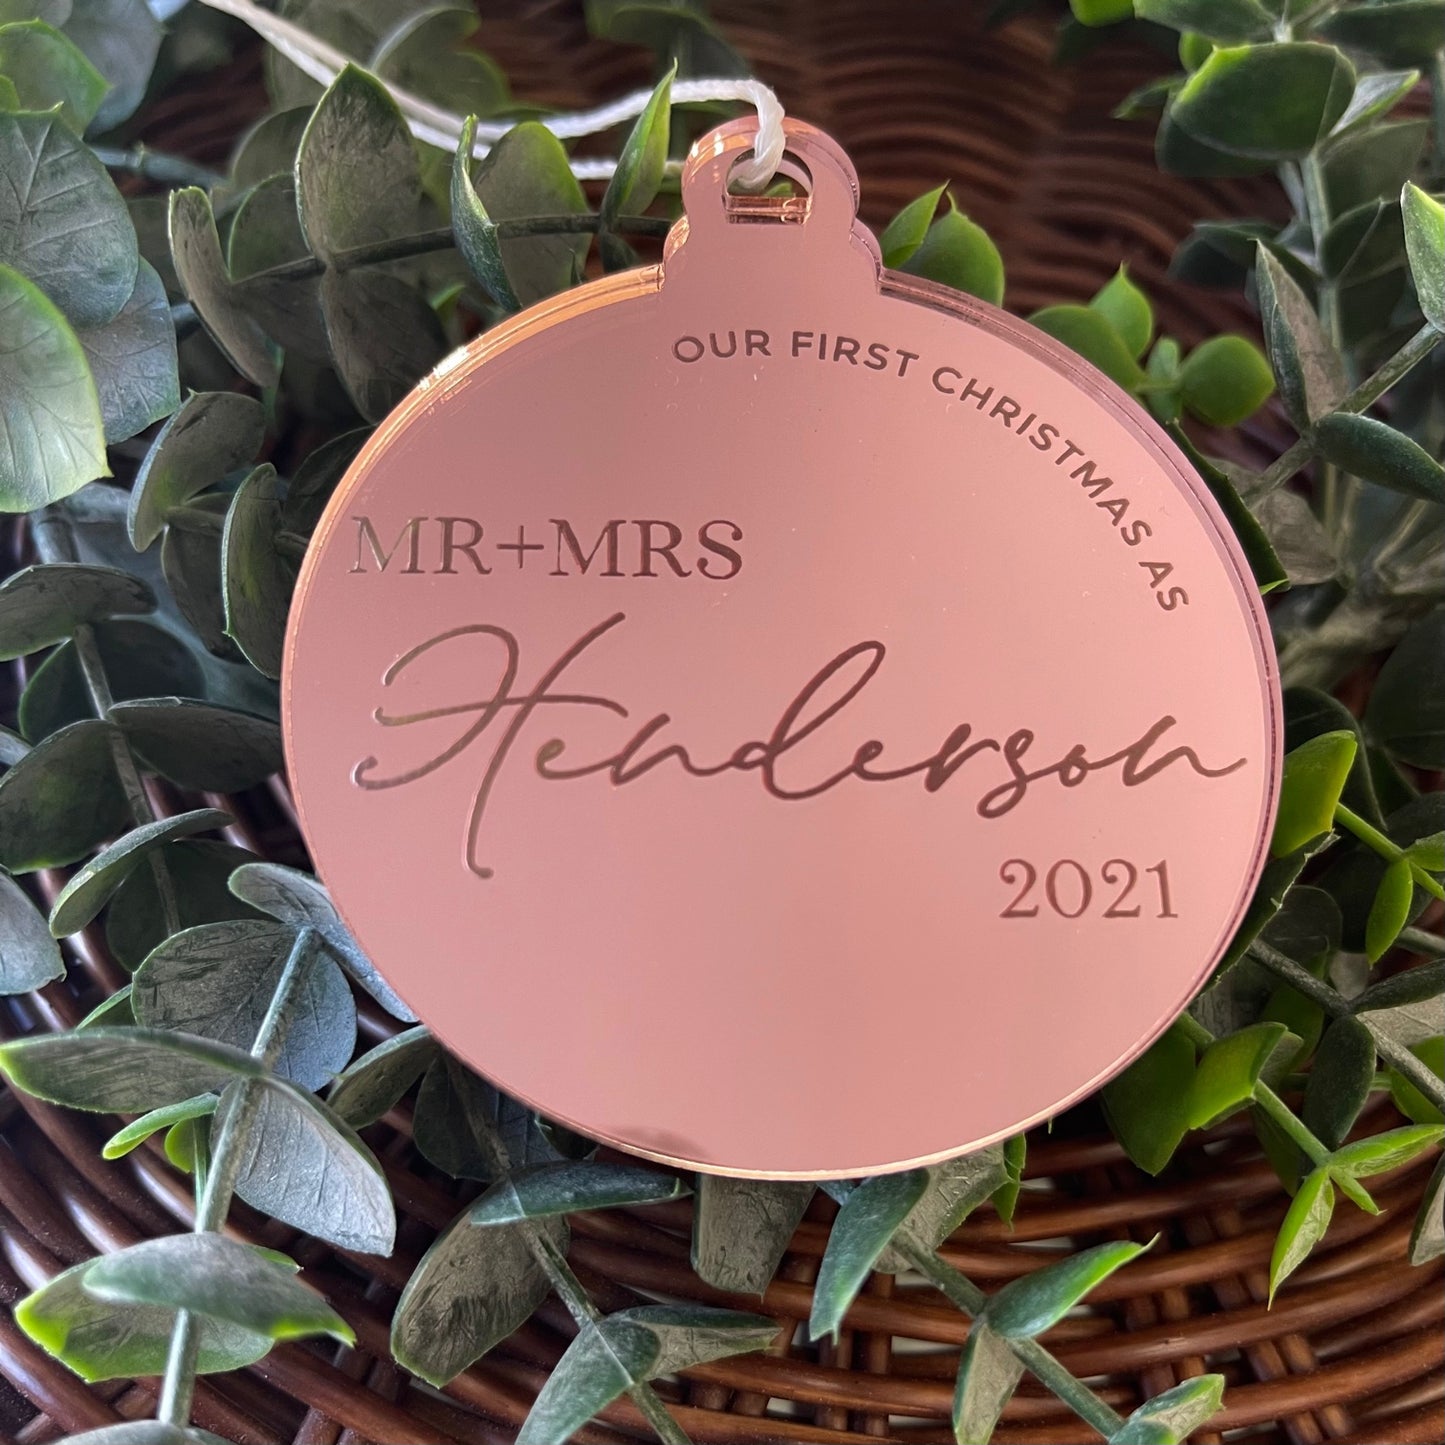 OUR FIRST CHRISTMAS AS
MR+MRS
Henderson
2021